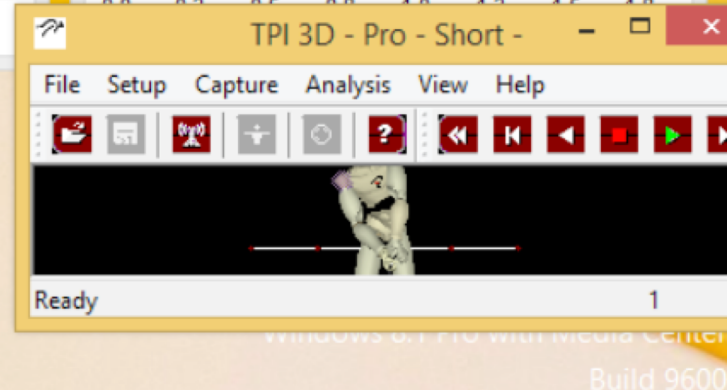 TPI 3D - Pro - Short -
File Setup Capture Analysis View Help
?
Ready 1
Windows 8.1 Pro with Media Center
Build 9600